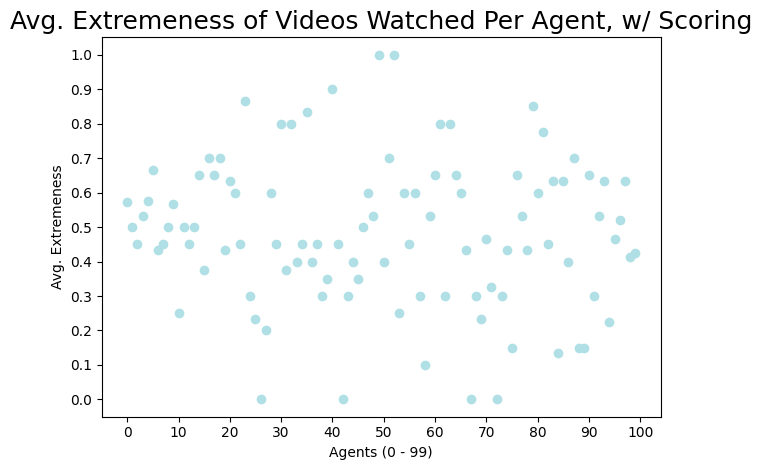 Avg. Extremeness of Videos Watched Per Agent, w/ Scoring
1.0
0.9
0.8
0.7
0.6
0.5
0.4
0.3
0.2
0.1
0.0
Avg. Extremeness
0 10 20 30 40 50 60 70 80 90 100
Agents (0 - 99)